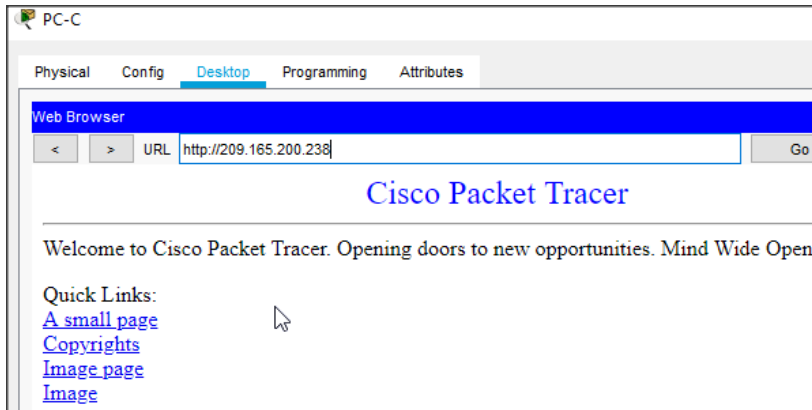 PC-C
Physical Config Desktop Programming Attributes
Web Browser
< > URL http://209.165.200.238 Go
Cisco Packet Tracer
Welcome to Cisco Packet Tracer. Opening doors to new opportunities. Mind Wide Open
Quick Links:
A small page
Copyrights
Image page
Image